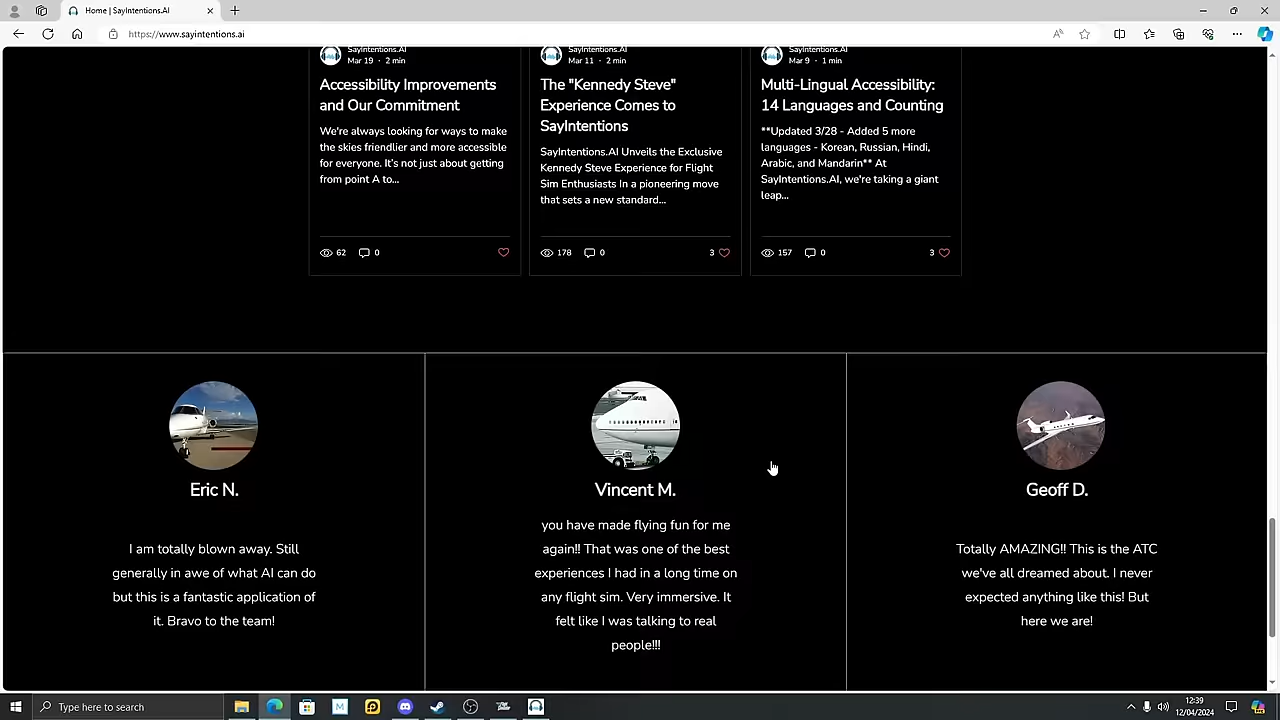 Home | SayIntentions.AI
https://www.sayintentions.ai
SayIntentions.AI
Mar 19 · 2 min
Accessibility Improvements
and Our Commitment
We're always looking for ways to make
the skies friendlier and more accessible
for everyone. It's not just about getting
from point A to...
62
0
SayIntentions.AI
Mar 11 · 2 min
The "Kennedy Steve"
Experience Comes to
SayIntentions
SayIntentions.AI Unveils the Exclusive
Kennedy Steve Experience for Flight
Sim Enthusiasts In a pioneering move
that sets a new standard...
178
0
3
SayIntentions.AI
Mar 9 · 1 min
Multi-Lingual Accessibility:
14 Languages and Counting
**Updated 3/28 - Added 5 more
languages - Korean, Russian, Hindi,
Arabic, and Mandarin** At
SayIntentions.AI, we're taking a giant
leap...
157
0
3
Eric N.
I am totally blown away. Still
generally in awe of what AI can do
but this is a fantastic application of
it. Bravo to the team!
Vincent M.
you have made flying fun for me
again!! That was one of the best
experiences I had in a long time on
any flight sim. Very immersive. It
felt like I was talking to real
people!!!
Geoff D.
Totally AMAZING!! This is the ATC
we've all dreamed about. I never
expected anything like this! But
here we are!
Type here to search
12:39
12/04/2024